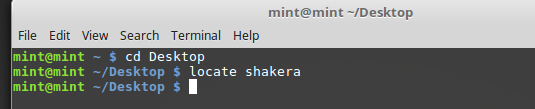 mint@mint ~/Desktop
File Edit View Search Terminal Help
mint@mint ~ $ cd Desktop
mint@mint ~/Desktop $ locate shakera
mint@mint ~/Desktop $